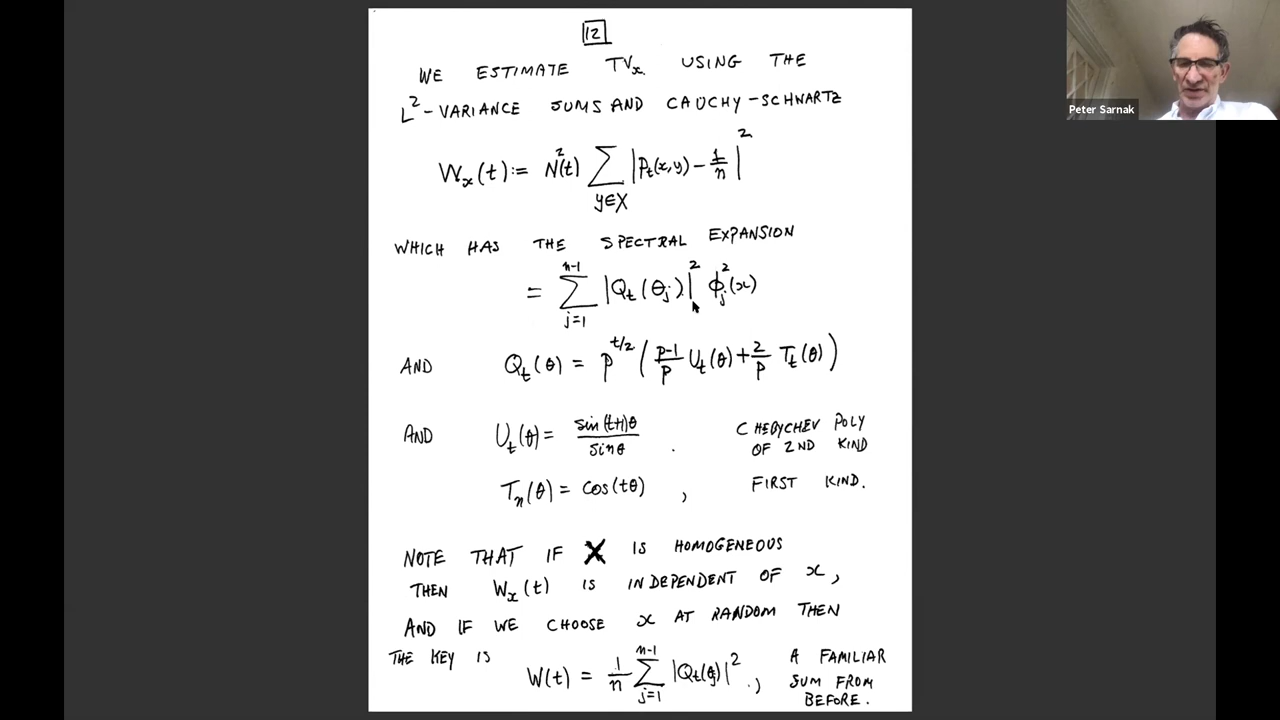 12
WE ESTIMATE TVₓ USING THE
L²-VARIANCE SUMS AND CAUCHY-SCHWARTZ
Wₓ(t) := N²(t) ∑_{y∈X} |Pₜ(x,y) - 1/n|²
WHICH HAS THE SPECTRAL EXPANSION
= ∑_{j=1}^{n-1} |Qₜ(θⱼ)|² ϕⱼ²(x)
AND Qₜ(θ) = p^{t/2} ( (p-1)/p Uₜ(θ) + 2/p Tₜ(θ) )
AND Uₜ(θ) = sin(t+1)θ / sinθ . CHEBYCHEV POLY OF 2ND KIND
Tₙ(θ) = cos(tθ) , FIRST KIND.
NOTE THAT IF X IS HOMOGENEOUS
THEN Wₓ(t) IS INDEPENDENT OF x,
AND IF WE CHOOSE x AT RANDOM THEN
THE KEY IS W(t) = 1/n ∑_{j=1}^{n-1} |Qₜ(θⱼ)|² , A FAMILIAR SUM FROM BEFORE.
Peter Sarnak